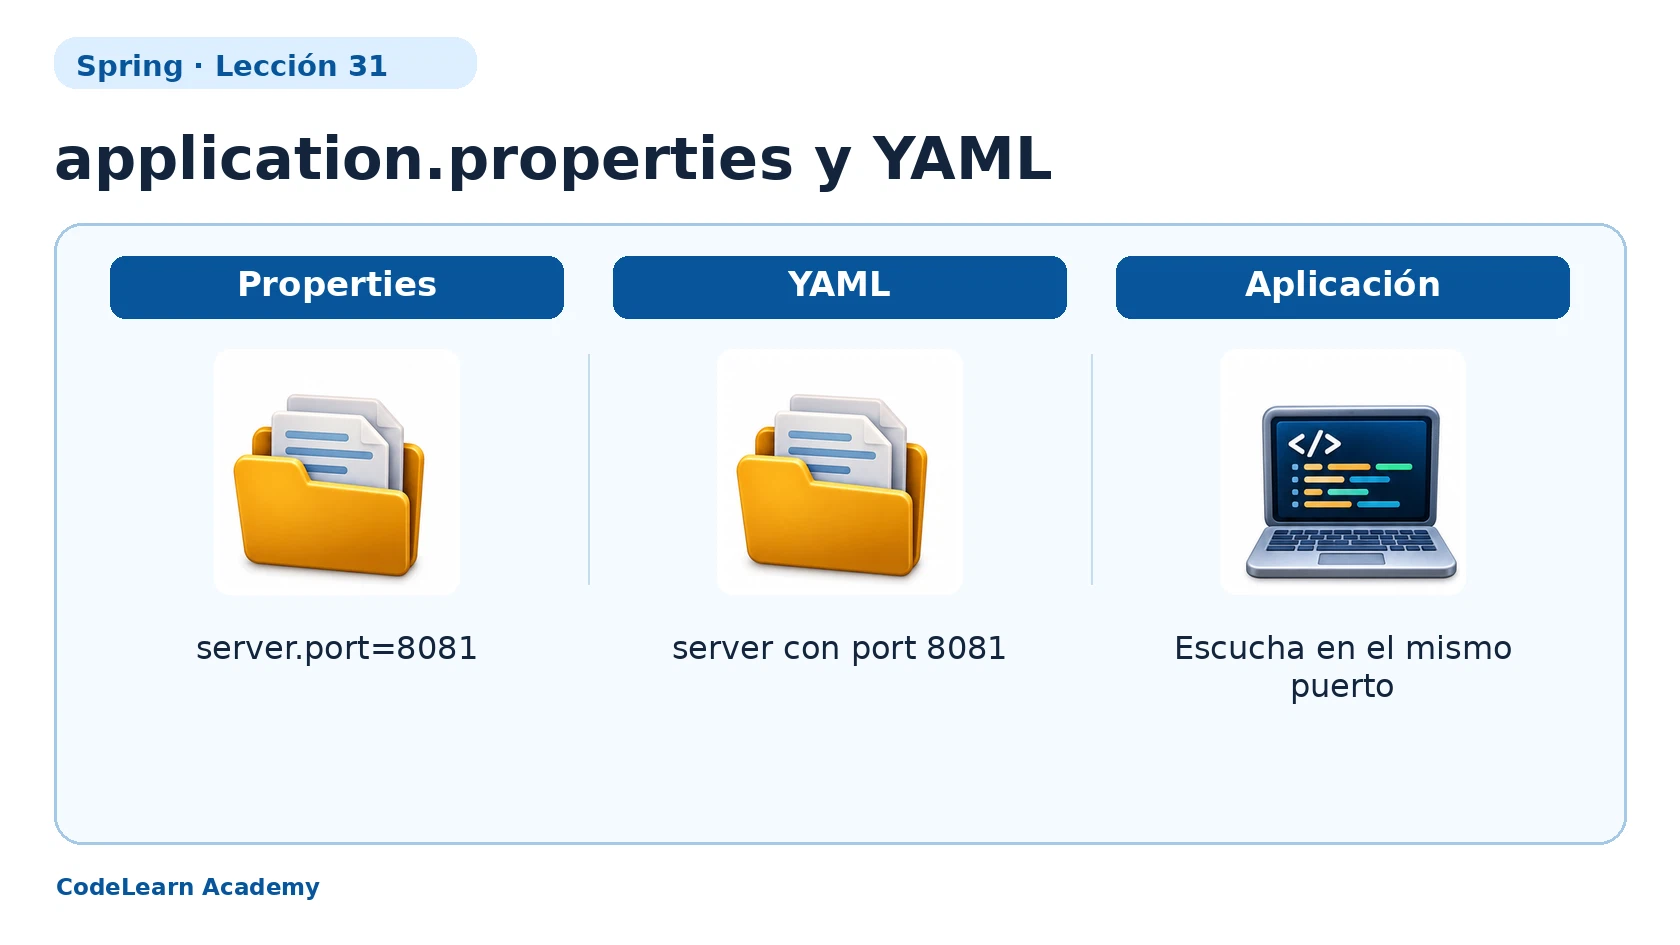 Spring · Lección 31
application.properties y YAML
Properties
YAML
Aplicación
</>
server.port=8081
server con port 8081
Escucha en el mismo
puerto
CodeLearn Academy